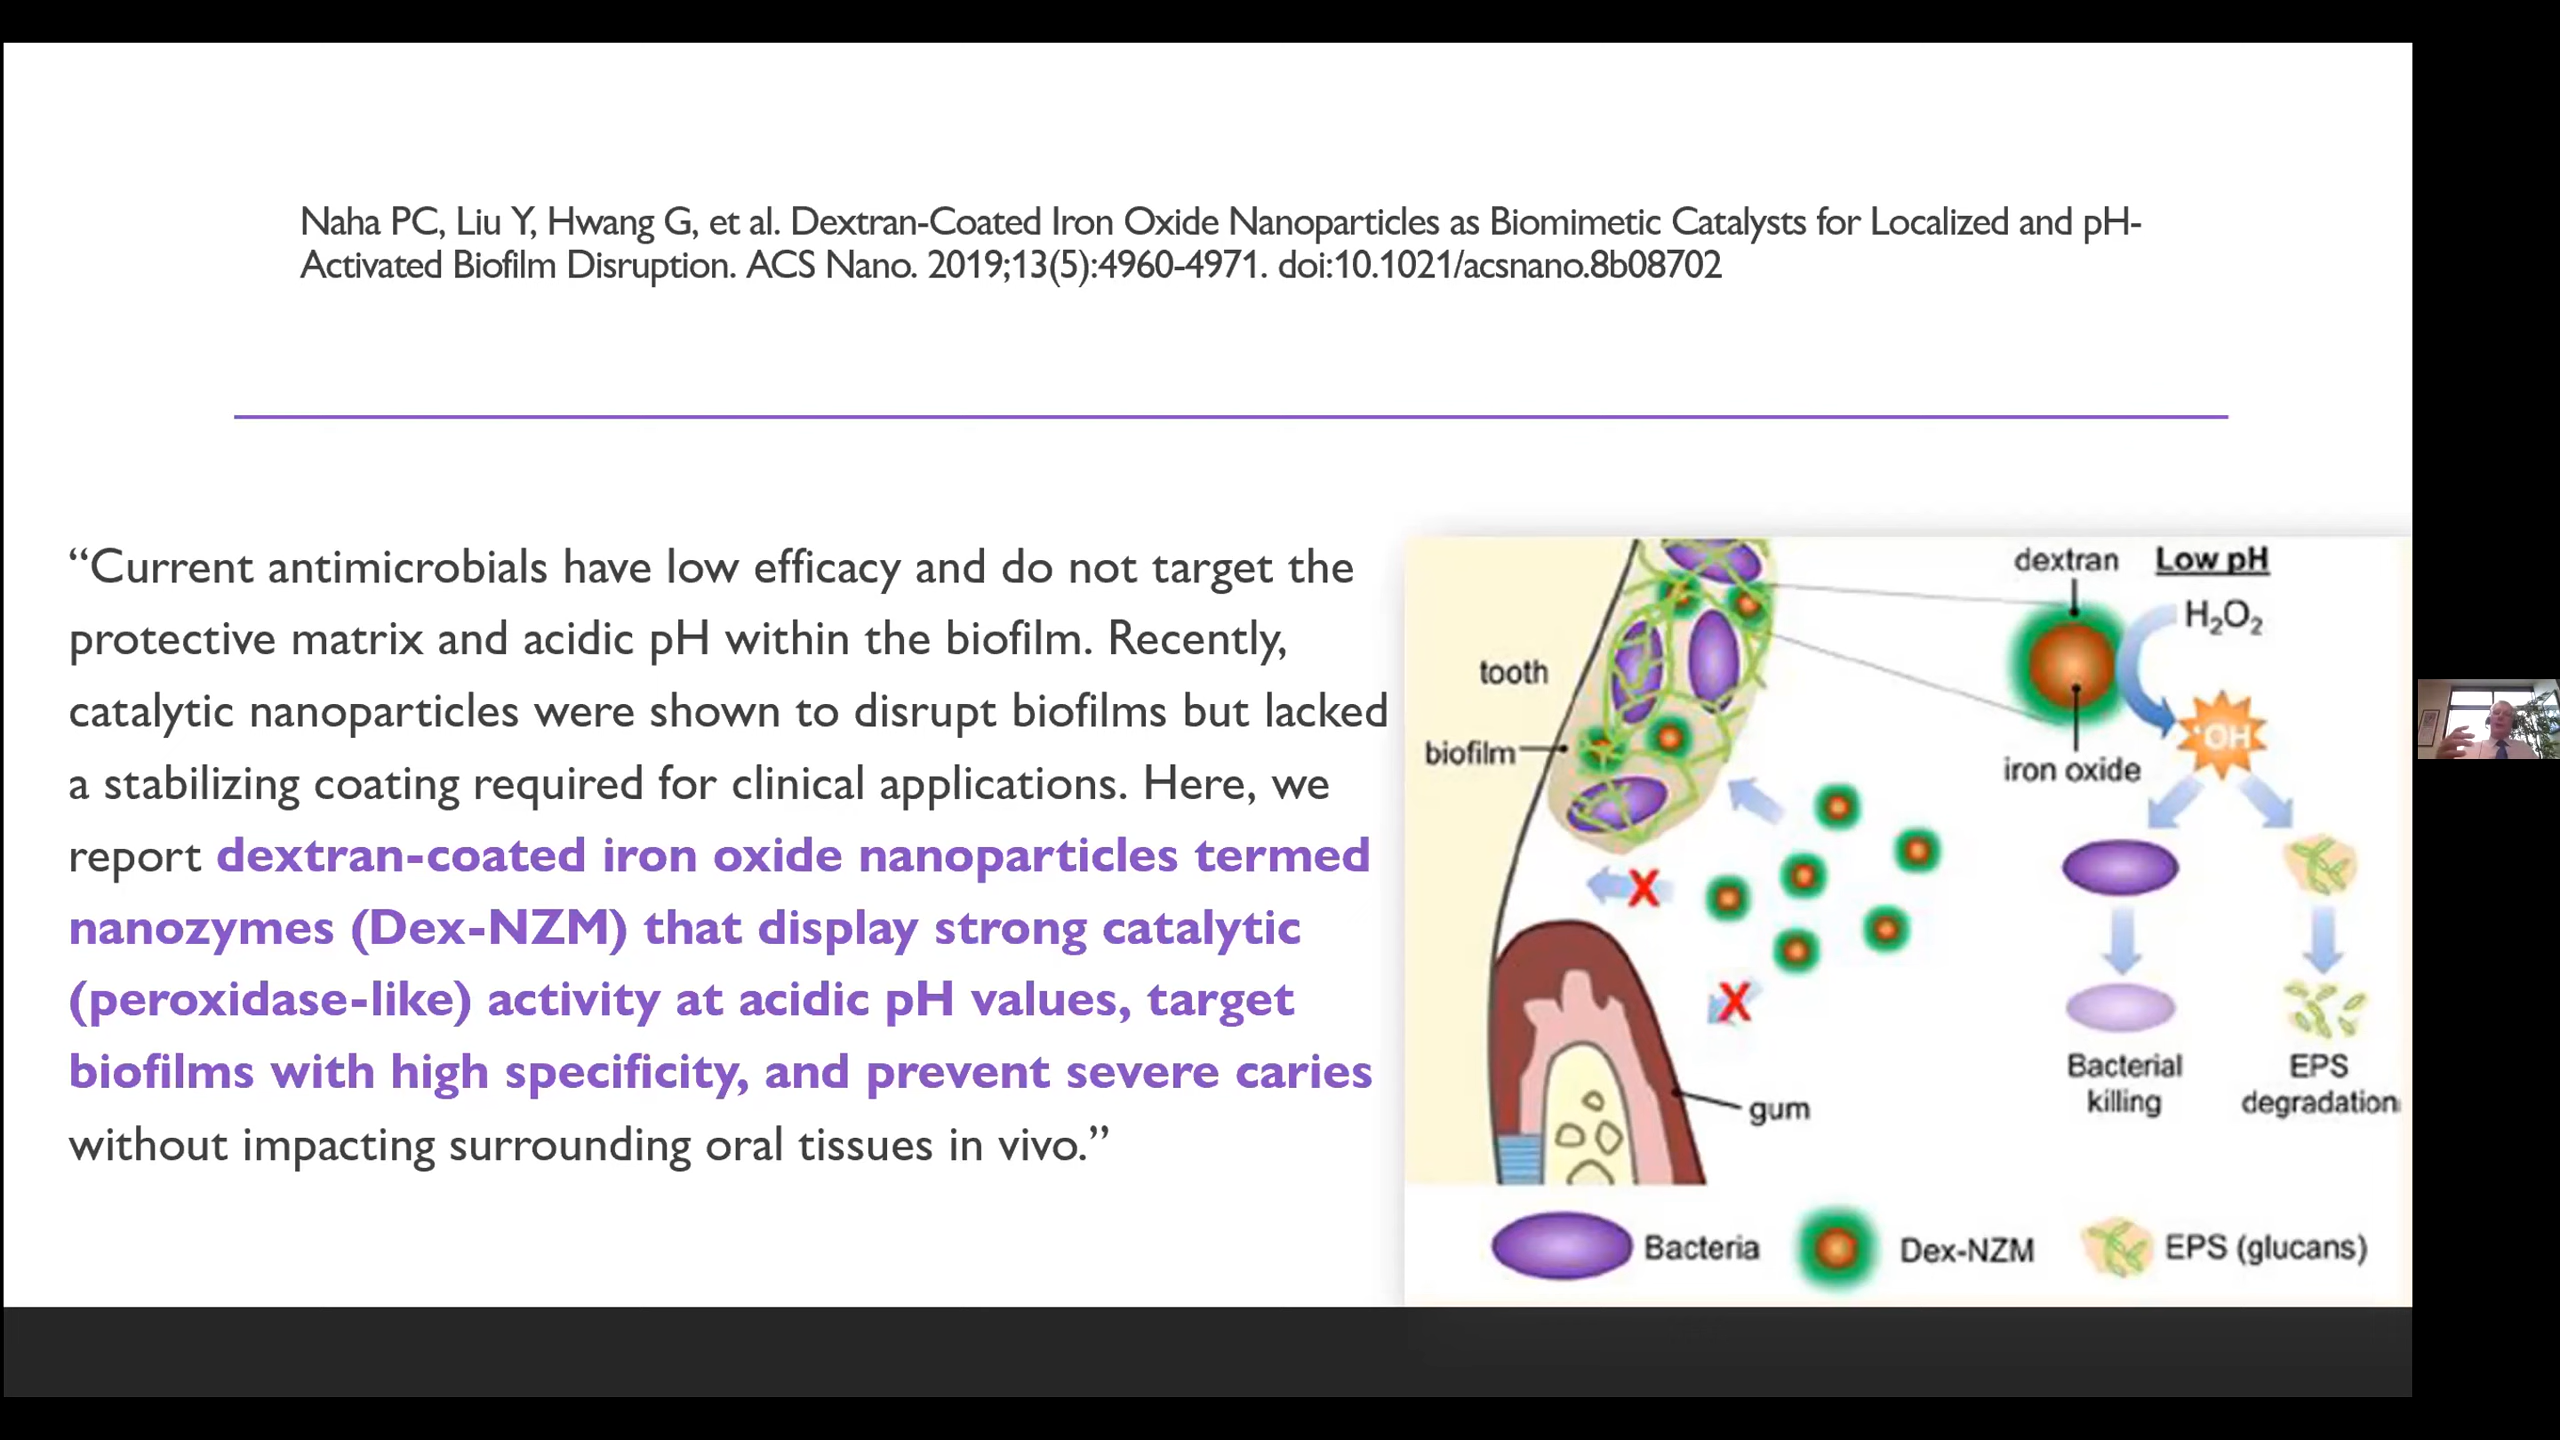 Naha PC, Liu Y, Hwang G, et al. Dextran-Coated Iron Oxide Nanoparticles as Biomimetic Catalysts for Localized and pH-
Activated Biofilm Disruption. ACS Nano. 2019;13(5):4960-4971. doi:10.1021/acsnano.8b08702
“Current antimicrobials have low efficacy and do not target the
protective matrix and acidic pH within the biofilm. Recently,
catalytic nanoparticles were shown to disrupt biofilms but lacked
a stabilizing coating required for clinical applications. Here, we
report dextran-coated iron oxide nanoparticles termed
nanozymes (Dex-NZM) that display strong catalytic
(peroxidase-like) activity at acidic pH values, target
biofilms with high specificity, and prevent severe caries
without impacting surrounding oral tissues in vivo.”
dextran
Low pH
H₂O₂
tooth
•OH
biofilm
iron oxide
X
X
Bacterial
killing
EPS
degradation
gum
Bacteria
Dex-NZM
EPS (glucans)